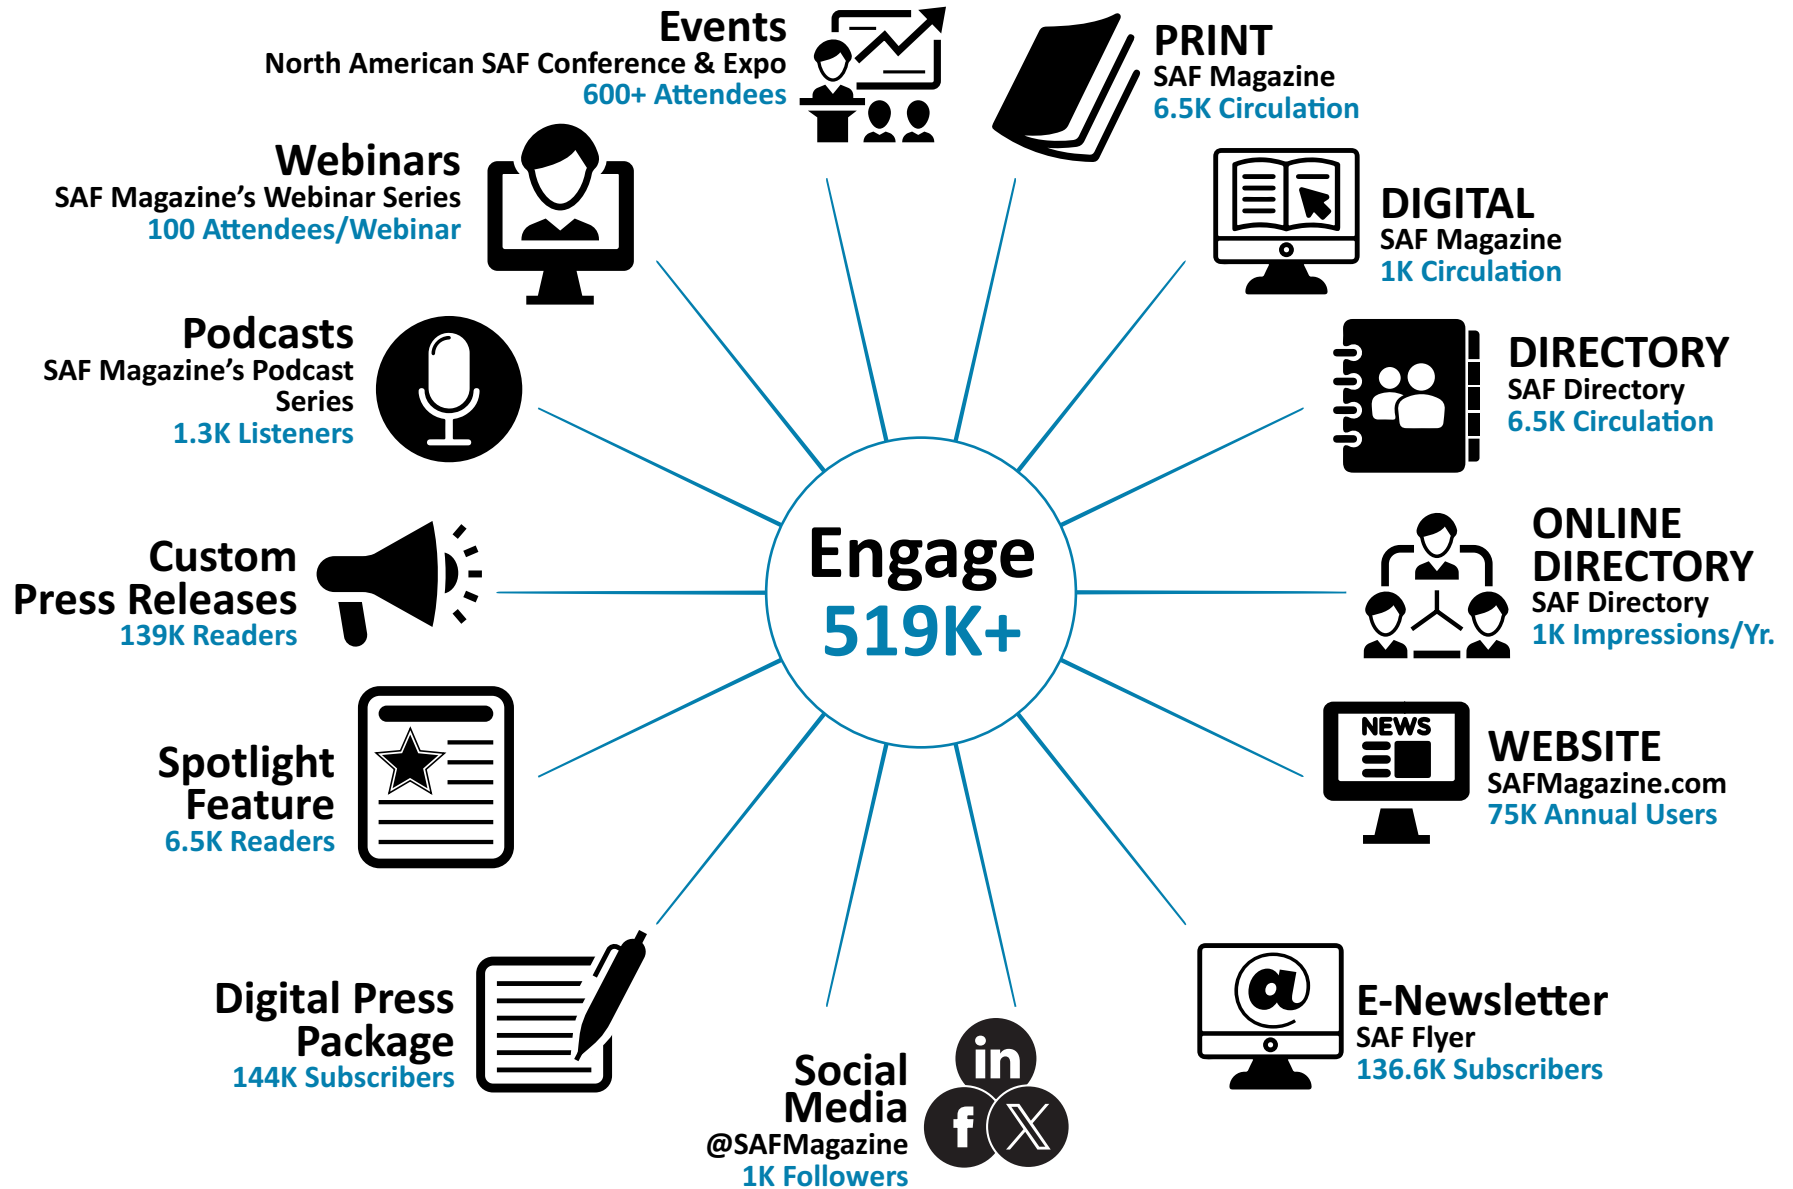 Events
North American SAF Conference & Expo
600+ Attendees
PRINT
SAF Magazine
6.5K Circulation
Webinars
SAF Magazine’s Webinar Series
100 Attendees/Webinar
DIGITAL
SAF Magazine
1K Circulation
Podcasts
SAF Magazine’s Podcast
Series
1.3K Listeners
DIRECTORY
SAF Directory
6.5K Circulation
Custom
Press Releases
139K Readers
Engage
519K+
ONLINE
DIRECTORY
SAF Directory
1K Impressions/Yr.
Spotlight
Feature
6.5K Readers
NEWS
WEBSITE
SAFMagazine.com
75K Annual Users
Digital Press
Package
144K Subscribers
Social
Media
@SAFMagazine
1K Followers
in
f
X
@
E-Newsletter
SAF Flyer
136.6K Subscribers